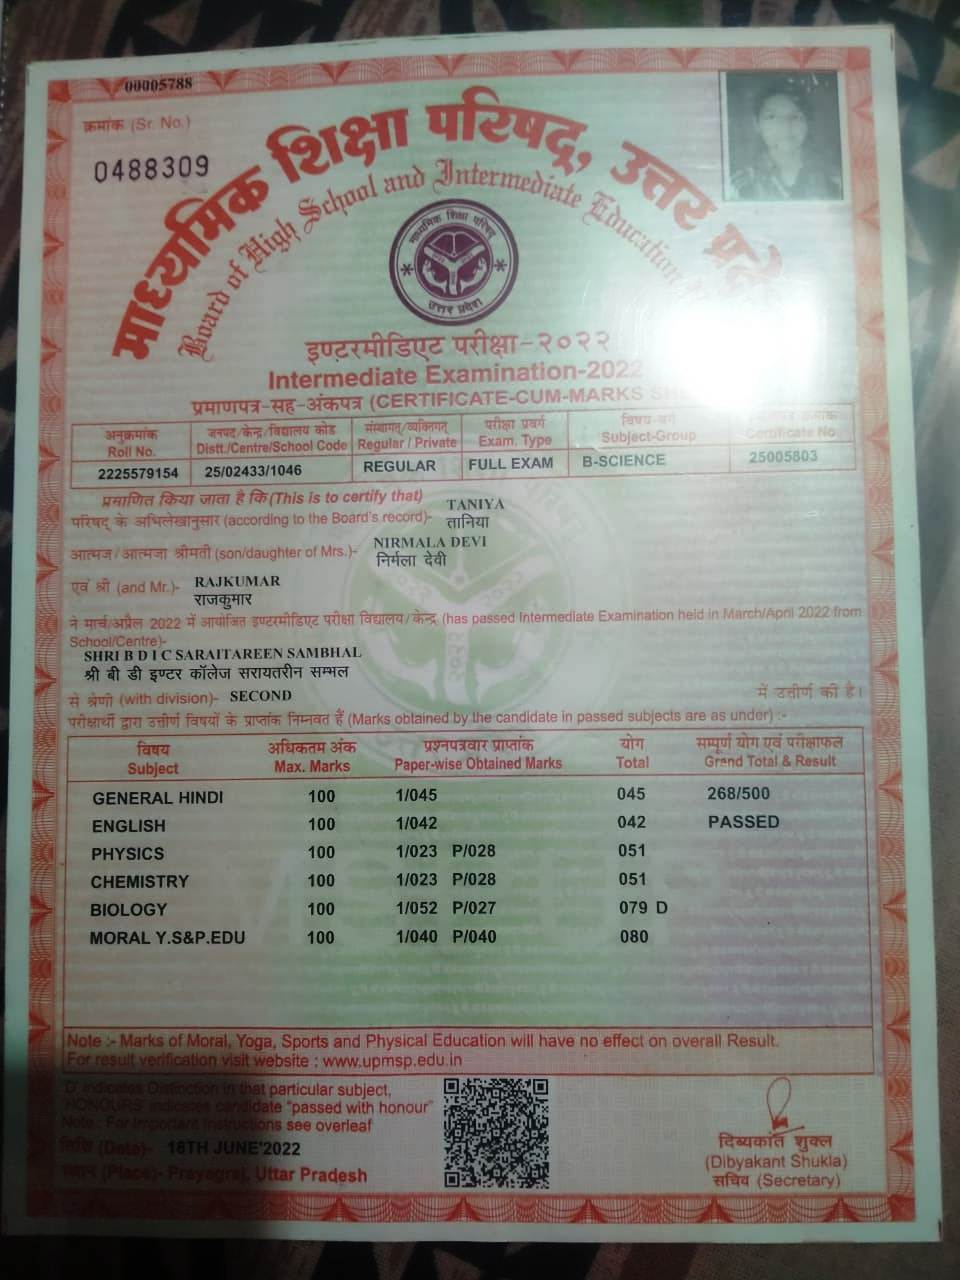 00005788
क्रमांक (Sr. No.)
0488309
माध्यमिक शिक्षा परिषद्, उत्तर प्रदे
Board of High School and Intermediate Education
माध्यमिक शिक्षा परिषद्
उत्तर प्रदेश
इण्टरमीडिएट परीक्षा-२०२२
Intermediate Examination-2022
प्रमाणपत्र-सह-अंकपत्र (CERTIFICATE-CUM-MARKS
अनुक्रमांक जनपद/केन्द्र/विद्यालय कोड संस्थागत/व्यक्तिगत परीक्षा प्रवर्ग विषय-वर्ग क्रमांक
Roll No. Distt./Centre/School Code Regular / Private Exam. Type Subject-Group Certificate No.
2225579154 25/02433/1046 REGULAR FULL EXAM B-SCIENCE 25005803
प्रमाणित किया जाता है कि (This is to certify that) TANIYA
परिषद् के अभिलेखानुसार (according to the Board's record)- तानिया
आत्मज/आत्मजा श्रीमती (son/daughter of Mrs.)- NIRMALA DEVI
निर्मला देवी
एवं श्री (and Mr.)- RAJKUMAR
राजकुमार
ने मार्च/अप्रैल 2022 में आयोजित इण्टरमीडिएट परीक्षा विद्यालय/केन्द्र (has passed Intermediate Examination held in March/April 2022 from
School/Centre)-
SHRI B D I C SARAITAREEN SAMBHAL
श्री बी डी इण्टर कॉलेज सरायतरीन सम्भल
से श्रेणी (with division)- SECOND में उत्तीर्ण की है।
परीक्षार्थी द्वारा उत्तीर्ण विषयों के प्राप्तांक निम्नवत हैं (Marks obtained by the candidate in passed subjects are as under) :-
विषय अधिकतम अंक प्रश्नपत्रवार प्राप्तांक योग सम्पूर्ण योग एवं परीक्षाफल
Subject Max. Marks Paper-wise Obtained Marks Total Grand Total & Result
GENERAL HINDI 100 1/045 045 268/500
ENGLISH 100 1/042 042 PASSED
PHYSICS 100 1/023 P/028 051
CHEMISTRY 100 1/023 P/028 051
BIOLOGY 100 1/052 P/027 079 D
MORAL Y.S&P.EDU 100 1/040 P/040 080
Note :- Marks of Moral, Yoga, Sports and Physical Education will have no effect on overall Result.
For result verification visit website : www.upmsp.edu.in
'D' indicates Distinction in that particular subject,
'HONOURS' indicates candidate "passed with honour"
Note : For Important Instructions see overleaf
तिथि (Date)- 18TH JUNE'2022
स्थान (Place)- Prayagraj, Uttar Pradesh
दिब्यकांत शुक्ल
(Dibyakant Shukla)
सचिव (Secretary)